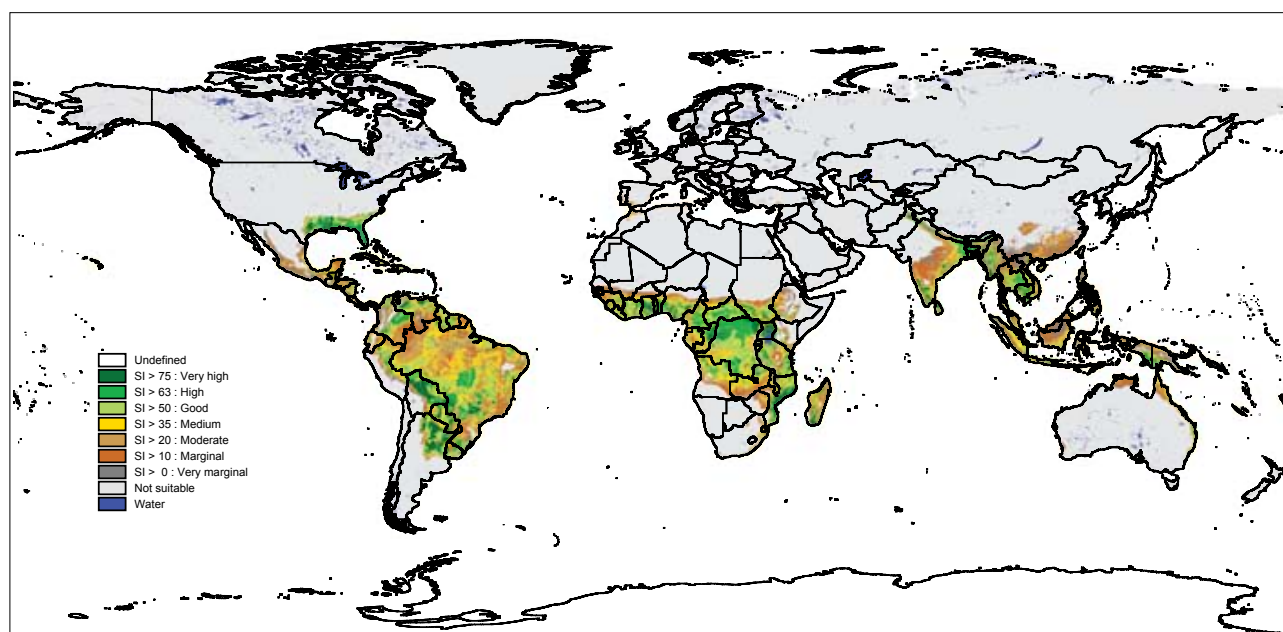 Undefined
SI > 75 : Very high
SI > 63 : High
SI > 50 : Good
SI > 35 : Medium
SI > 20 : Moderate
SI > 10 : Marginal
SI > 0 : Very marginal
Not suitable
Water